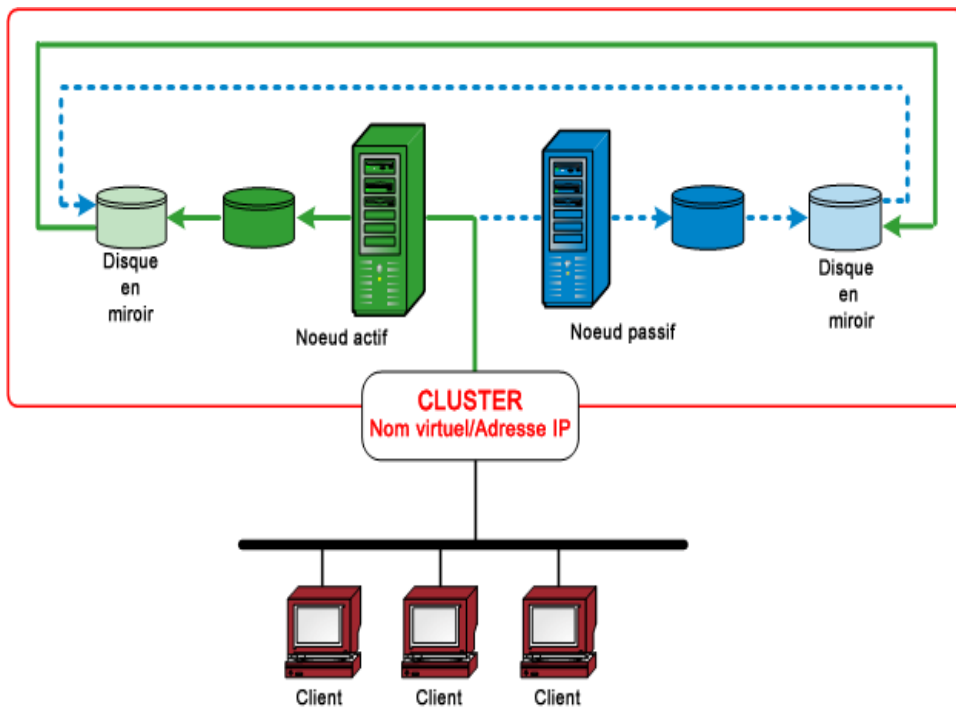 Disque
en
miroir
Noeud actif
Noeud passif
Disque
en
miroir
CLUSTER
Nom virtuel/Adresse IP
Client
Client
Client